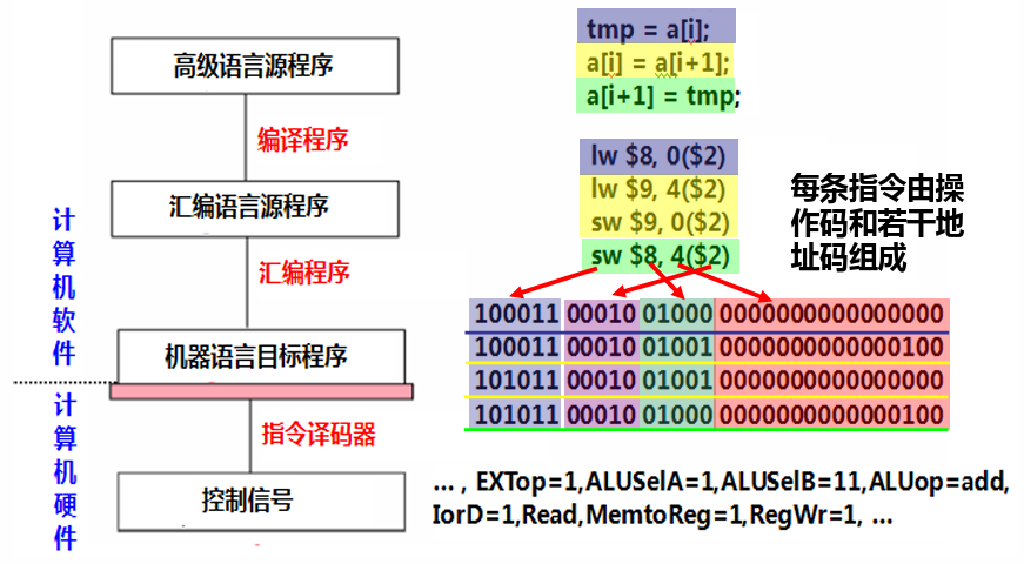 高级语言源程序
编译程序
汇编语言源程序
汇编程序
机器语言目标程序
指令译码器
控制信号
计算机软件
计算机硬件
tmp = a[i];
a[i] = a[i+1];
a[i+1] = tmp;
lw $8, 0($2)
lw $9, 4($2)
sw $9, 0($2)
sw $8, 4($2)
每条指令由操
作码和若干地
址码组成
100011 00010 01000 0000000000000000
100011 00010 01001 0000000000000100
101011 00010 01001 0000000000000000
101011 00010 01000 0000000000000100
... , EXTop=1,ALUSelA=1,ALUSelB=11,ALUop=add,
IorD=1,Read,MemtoReg=1,RegWr=1, ...